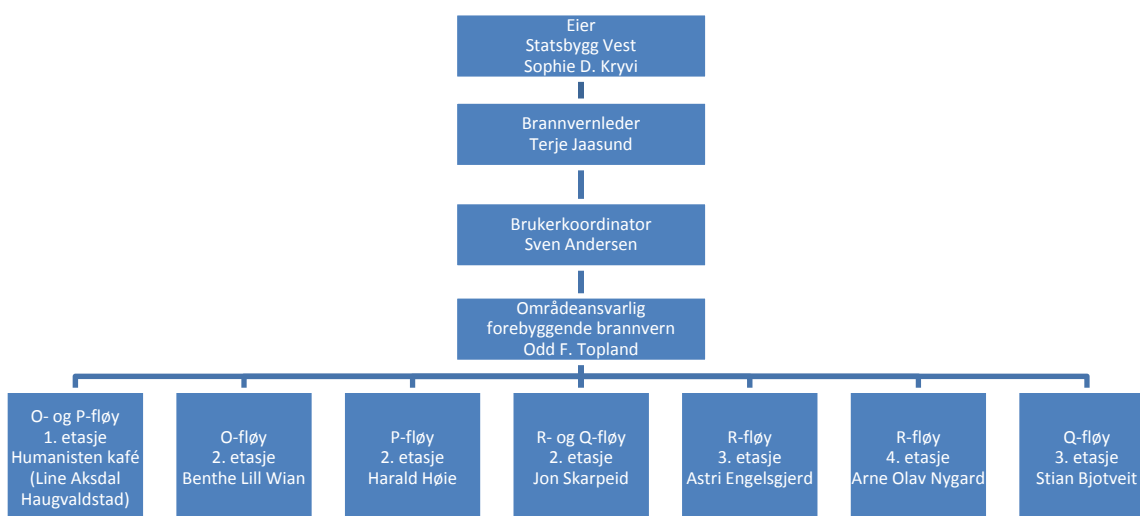 Eier
Statsbygg Vest
Sophie D. Kryvi
Brannvernleder
Terje Jaasund
Brukerkoordinator
Sven Andersen
Områdeansvarlig
forebyggende brannvern
Odd F. Topland
O- og P-fløy
1. etasje
Humanisten kafé
(Line Aksdal
Haugvaldstad)
O-fløy
2. etasje
Benthe Lill Wian
P-fløy
2. etasje
Harald Høie
R- og Q-fløy
2. etasje
Jon Skarpeid
R-fløy
3. etasje
Astri Engelsgjerd
R-fløy
4. etasje
Arne Olav Nygard
Q-fløy
3. etasje
Stian Bjotveit